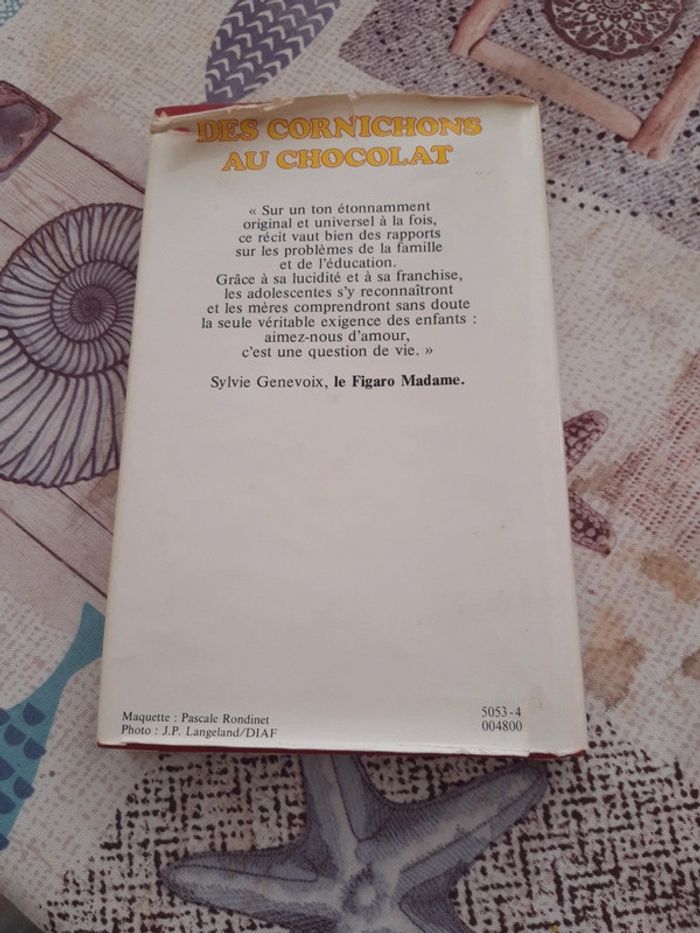 DES CORNICHONS
AU CHOCOLAT
« Sur un ton étonnamment
original et universel à la fois,
ce récit vaut bien des rapports
sur les problèmes de la famille
et de l'éducation.
Grâce à sa lucidité et à sa franchise,
les adolescentes s'y reconnaîtront
et les mères comprendront sans doute
la seule véritable exigence des enfants :
aimez-nous d'amour,
c'est une question de vie. »
Sylvie Genevoix, le Figaro Madame.
Maquette : Pascale Rondinet
Photo : J.P. Langeland/DIAF
5053-4
004800